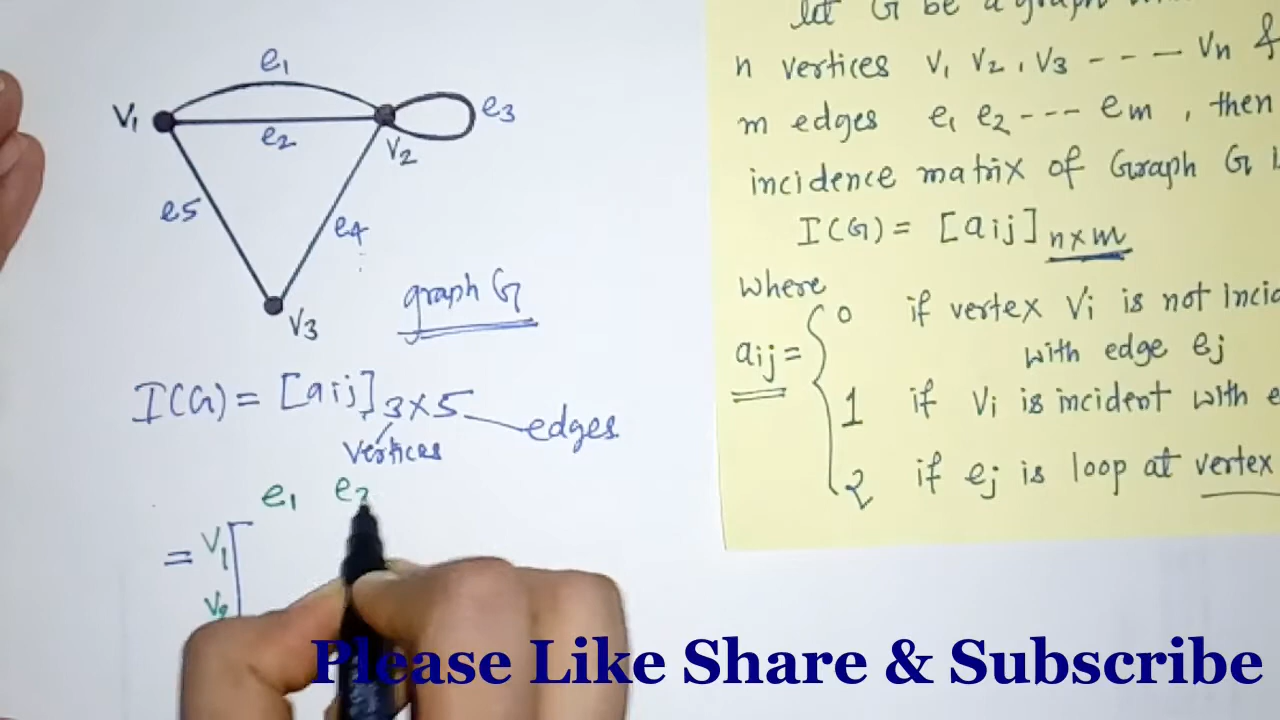 e1
V1
e2
V2
e3
e5
e4
V3
graph G
I(G) = [aij] 3×5
edges
Vertices
e1 e2
= V1
V2
let G be a graph
n vertices V1 V2, V3 - - - - Vn &
m edges e1 e2 --- em, then
incidence matrix of Graph G
I(G) = [aij] n×m
where
aij =
0 if vertex Vi is not
with edge ej
1 if Vi is incident with
2 if ej is loop at vertex
Please Like Share & Subscribe